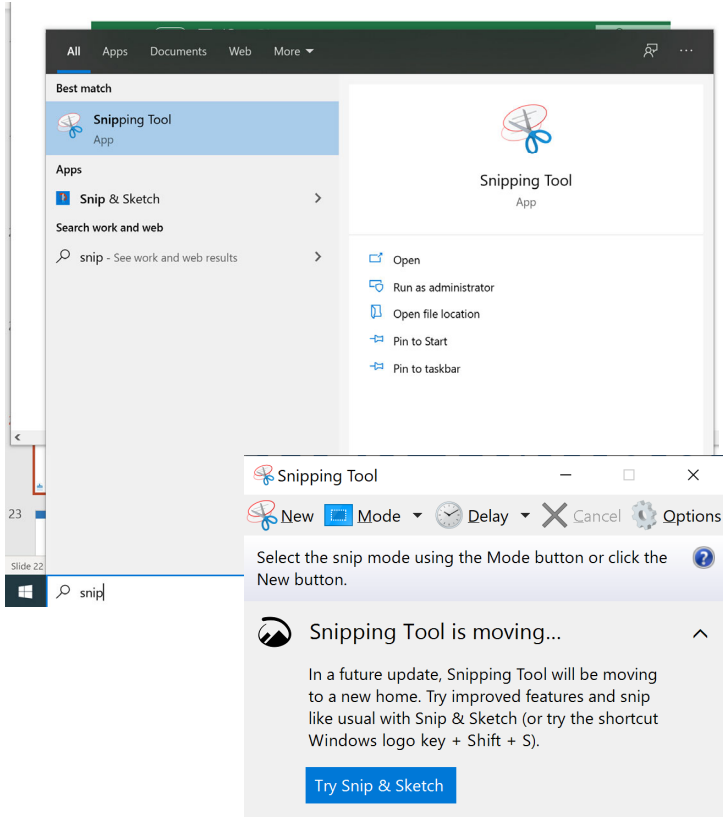 All Apps Documents Web More
Best match
Snipping Tool
App
Apps
Snip & Sketch
Search work and web
snip - See work and web results
Snipping Tool
App
Open
Run as administrator
Open file location
Pin to Start
Pin to taskbar
23
Slide 22
snip
Snipping Tool
New Mode Delay Cancel Options
Select the snip mode using the Mode button or click the
New button.
Snipping Tool is moving...
In a future update, Snipping Tool will be moving
to a new home. Try improved features and snip
like usual with Snip & Sketch (or try the shortcut
Windows logo key + Shift + S).
Try Snip & Sketch